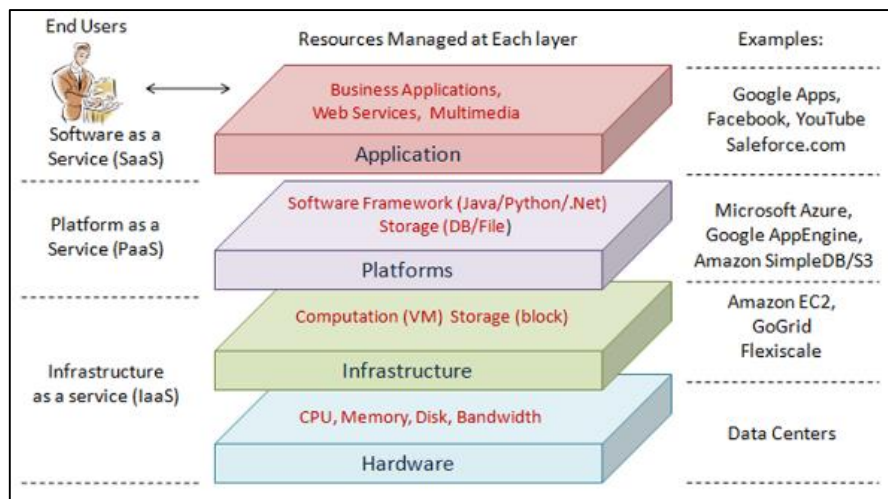 End Users
Resources Managed at Each layer
Examples:
Software as a
Service (SaaS)
Business Applications,
Web Services, Multimedia
Application
Google Apps,
Facebook, YouTube
Saleforce.com
Platform as a
Service (PaaS)
Software Framework (Java/Python/.Net)
Storage (DB/File)
Platforms
Microsoft Azure,
Google AppEngine,
Amazon SimpleDB/S3
Infrastructure
as a service (IaaS)
Computation (VM) Storage (block)
Infrastructure
Amazon EC2,
GoGrid
Flexiscale
CPU, Memory, Disk, Bandwidth
Hardware
Data Centers